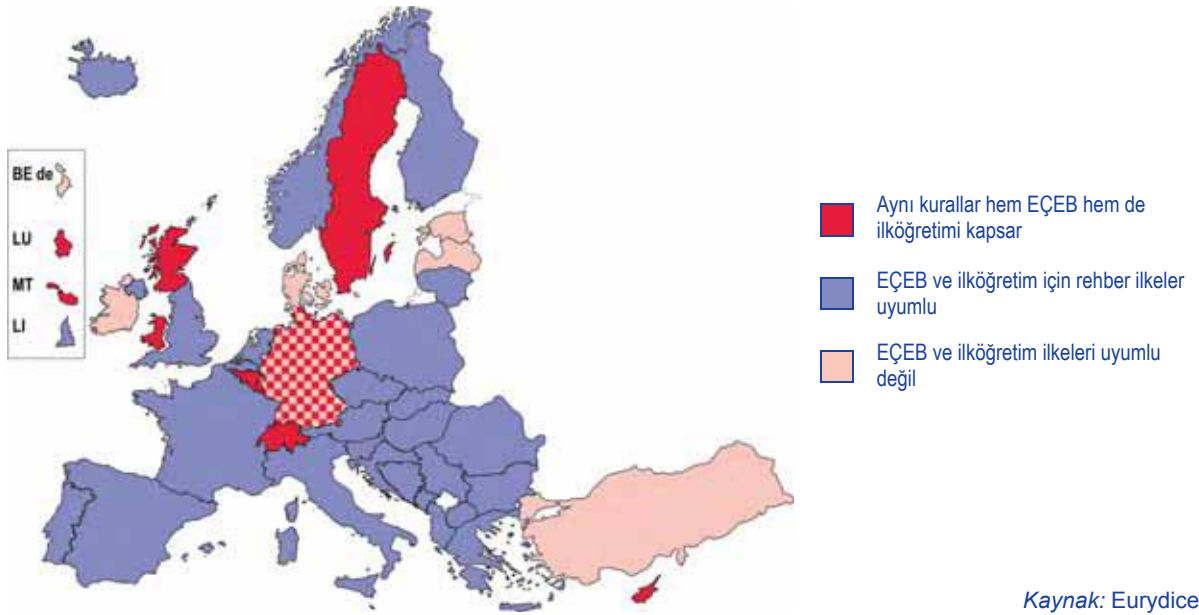 BE de
LU
MT
LI
Aynı kurallar hem EÇEB hem de
ilköğretimi kapsar
EÇEB ve ilköğretim için rehber ilkeler
uyumlu
EÇEB ve ilköğretim ilkeleri uyumlu
değil
Kaynak: Eurydice